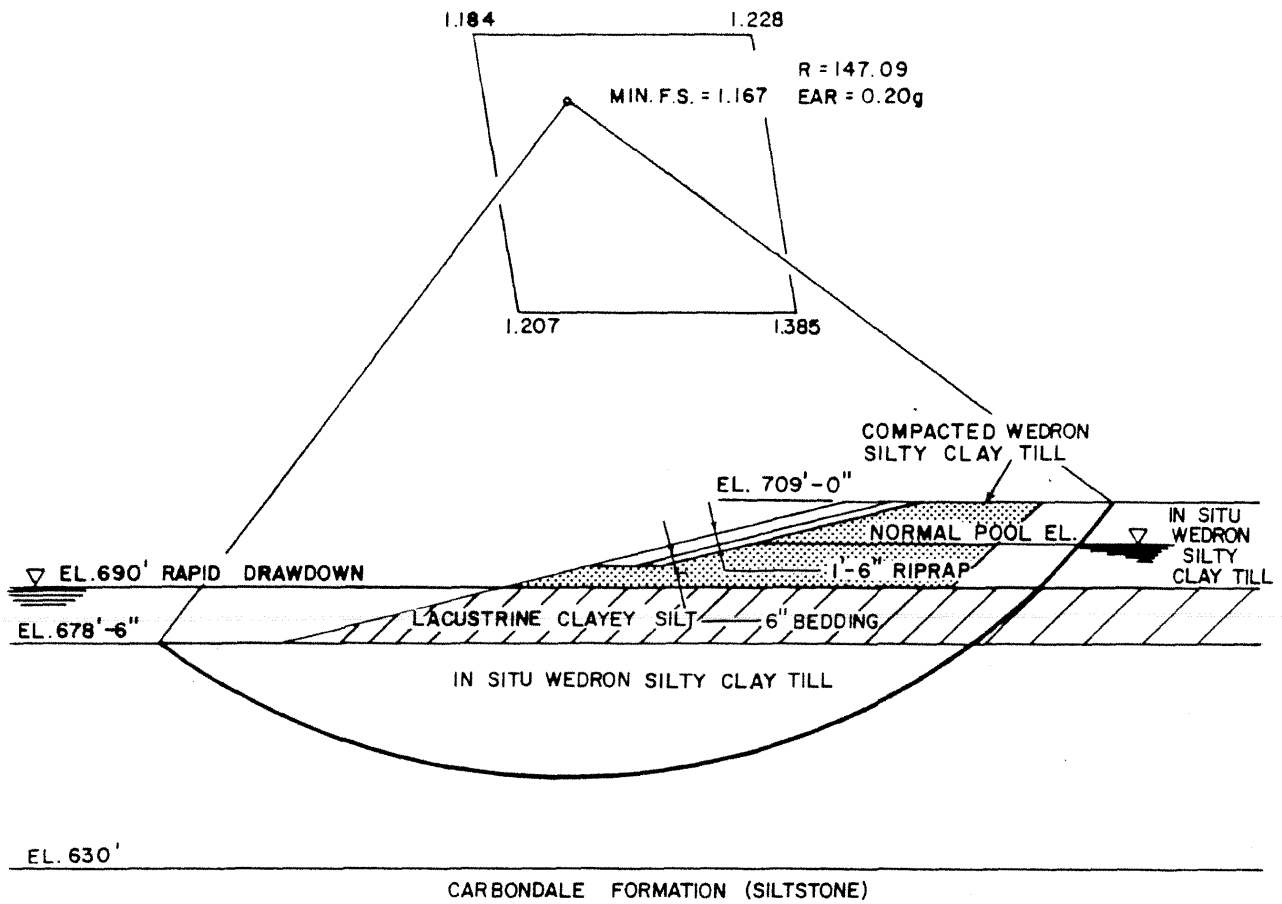 1.184
1.228
R = 147.09
MIN. F.S. = 1.167
EAR = 0.20g
1.207
1.385
COMPACTED WEDRON
SILTY CLAY TILL
EL. 709'-0"
NORMAL POOL EL.
IN SITU
WEDRON
SILTY
CLAY TILL
EL. 690' RAPID DRAWDOWN
1'-6" RIPRAP
EL. 678'-6"
LACUSTRINE CLAYEY SILT
6" BEDDING
IN SITU WEDRON SILTY CLAY TILL
EL. 630'
CARBONDALE FORMATION (SILTSTONE)